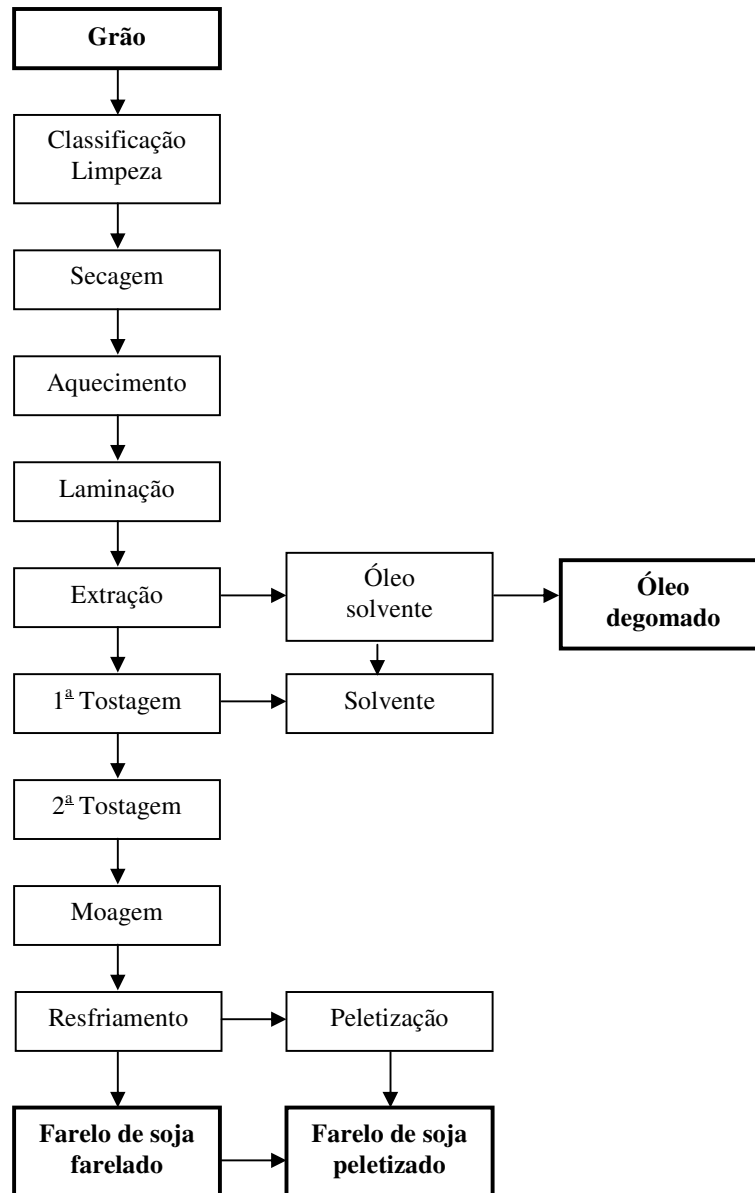 Grão
Classificação
Limpeza
Secagem
Aquecimento
Laminação
Extração
Óleo
solvente
Óleo
degomado
1ª Tostagem
Solvente
2ª Tostagem
Moagem
Resfriamento
Peletização
Farelo de soja
farelado
Farelo de soja
peletizado